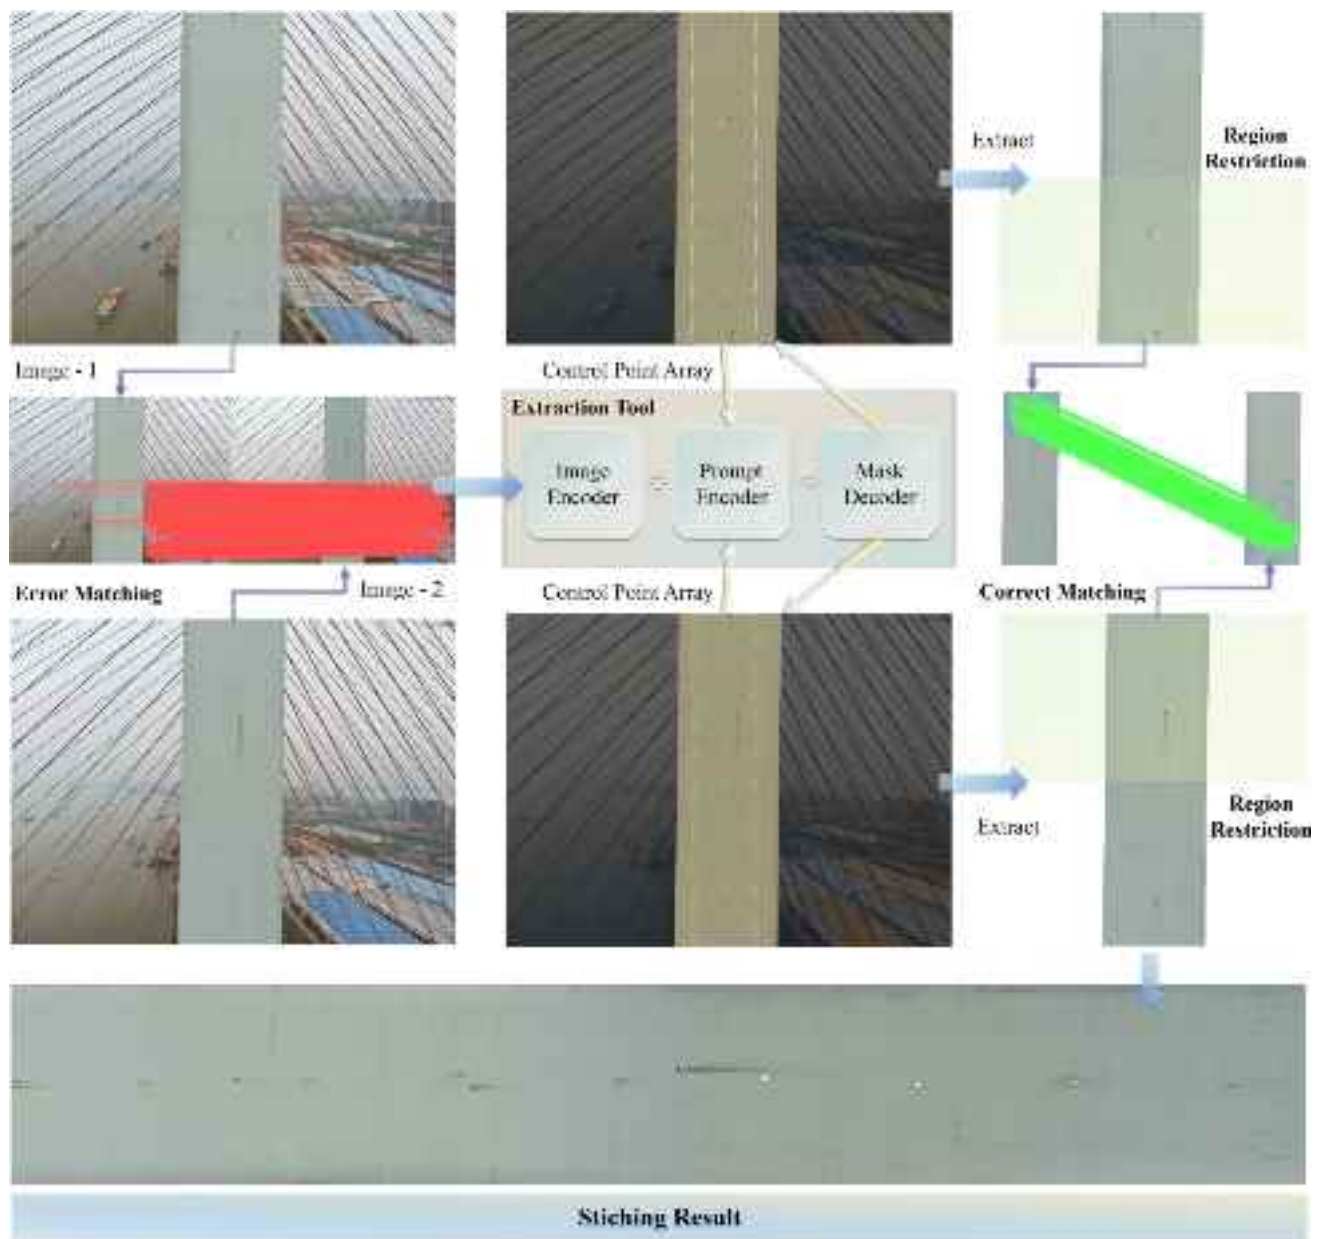 Extract
Region
Restriction
Image - 1
Control Point Array
Extraction Tool
Image
Encoder
Prompt
Encoder
Mask
Decoder
Error Matching
Image - 2
Control Point Array
Correct Matching
Extract
Region
Restriction
Stiching Result